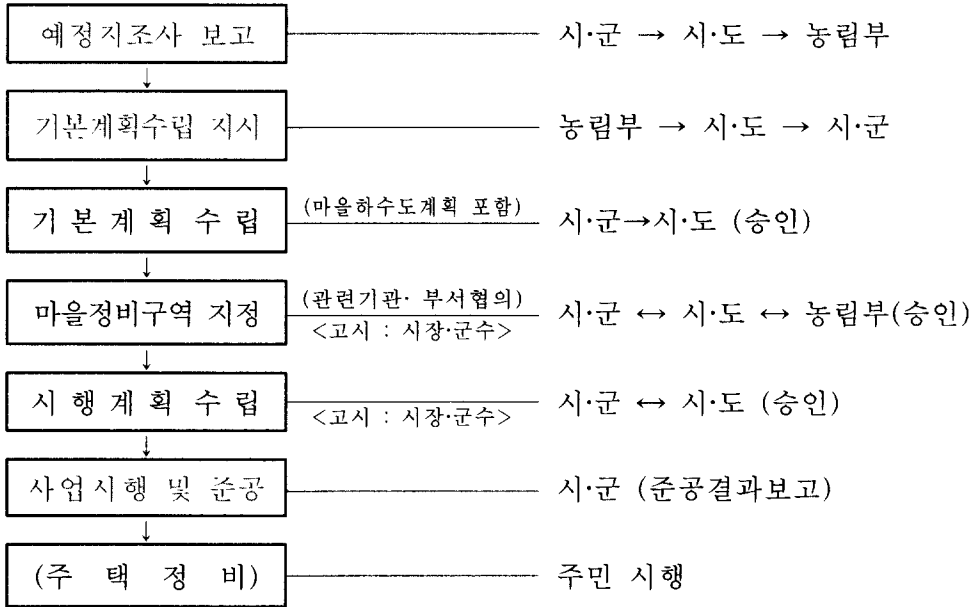 예정지조사 보고 시·군 → 시·도 → 농림부
↓
기본계획수립 지시 농림부 → 시·도 → 시·군
↓
기 본 계 획 수 립 (마을하수도계획 포함) 시·군→시·도 (승인)
↓
마을정비구역 지정 (관련기관· 부서협의) 시·군 ↔ 시·도 ↔ 농림부(승인)
<고시 : 시장·군수>
↓
시 행 계 획 수 립 시·군 ↔ 시·도 (승인)
<고시 : 시장·군수>
↓
사업시행 및 준공 시·군 (준공결과보고)
↓
(주 택 정 비) 주민 시행